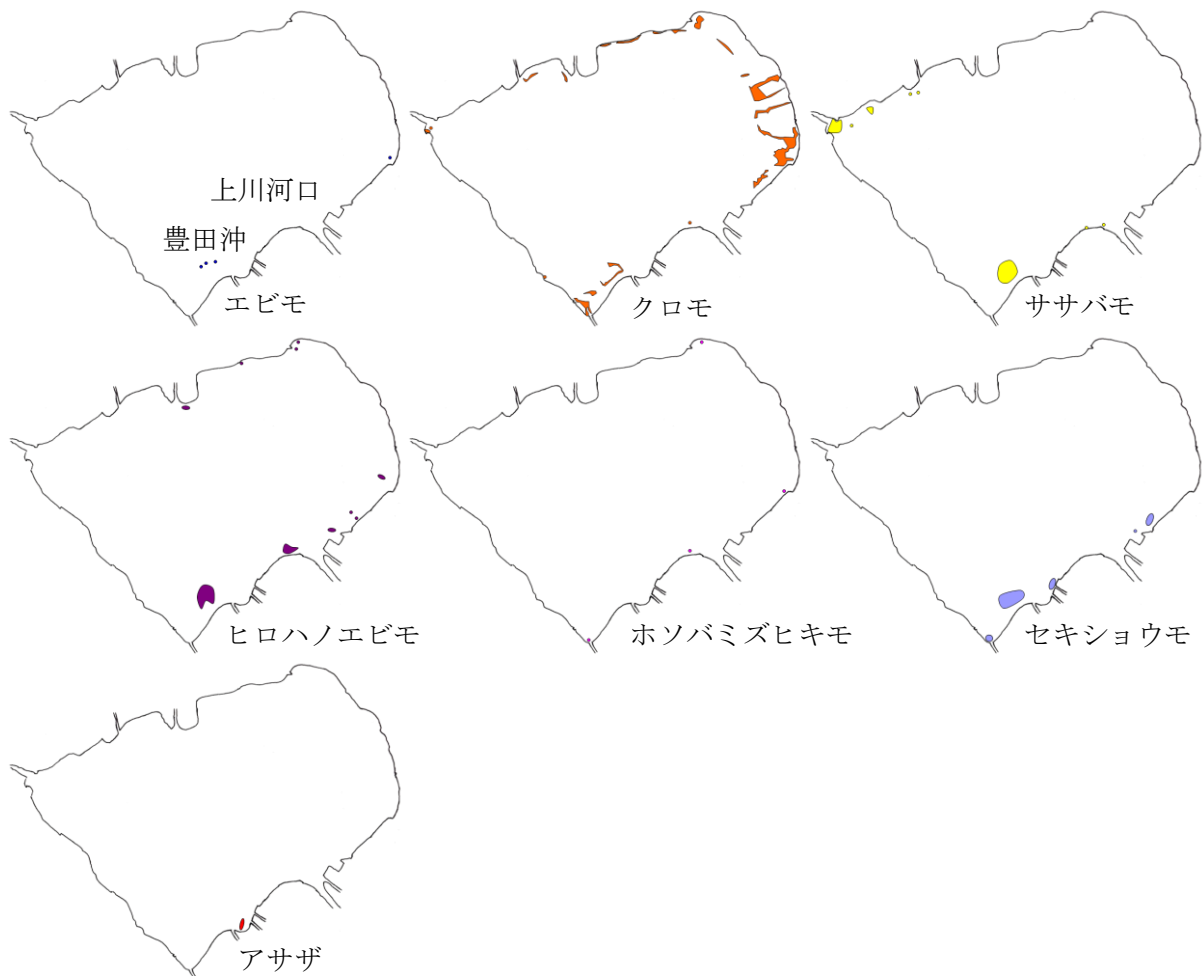 上川河口
豊田沖
エビモ
クロモ
ササバモ
ヒロハノエビモ
ホソバミズヒキモ
セキショウモ
アサザ